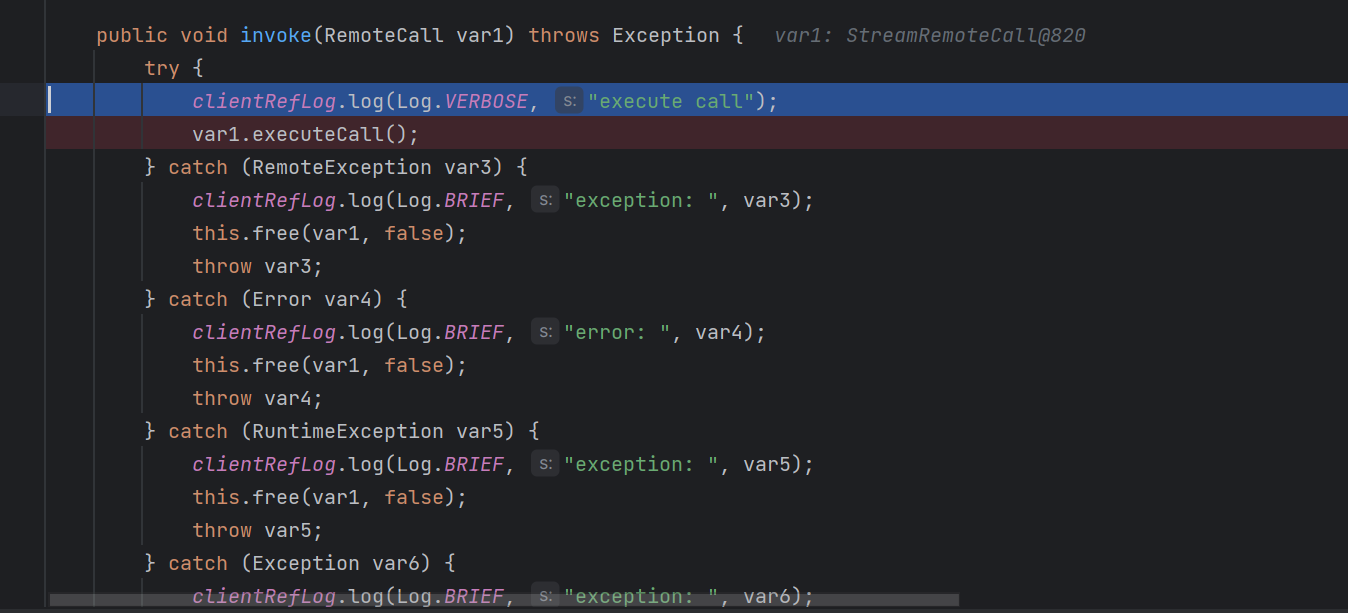 public void invoke(RemoteCall var1) throws Exception {   var1: StreamRemoteCall@820
try {
clientRefLog.log(Log.VERBOSE, s: "execute call");
var1.executeCall();
} catch (RemoteException var3) {
clientRefLog.log(Log.BRIEF, s: "exception: ", var3);
this.free(var1, false);
throw var3;
} catch (Error var4) {
clientRefLog.log(Log.BRIEF, s: "error: ", var4);
this.free(var1, false);
throw var4;
} catch (RuntimeException var5) {
clientRefLog.log(Log.BRIEF, s: "exception: ", var5);
this.free(var1, false);
throw var5;
} catch (Exception var6) {
clientRefLog.log(Log.BRIEF, s: "exception: ", var6);